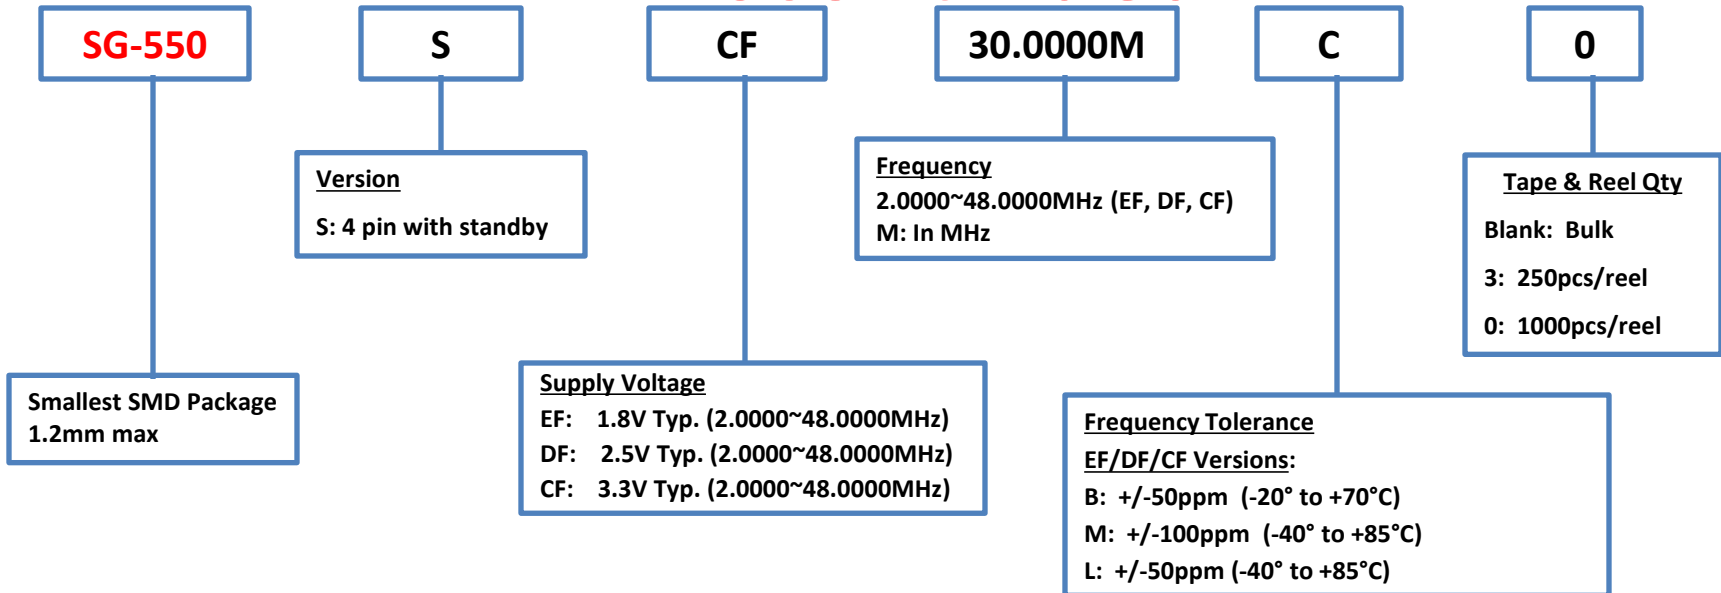 SG-550
S
CF
30.0000M
C
0
Version
S: 4 pin with standby
Frequency
2.0000~48.0000MHz (EF, DF, CF)
M: In MHz
Tape & Reel Qty
Blank: Bulk
3: 250pcs/reel
0: 1000pcs/reel
Smallest SMD Package
1.2mm max
Supply Voltage
EF: 1.8V Typ. (2.0000~48.0000MHz)
DF: 2.5V Typ. (2.0000~48.0000MHz)
CF: 3.3V Typ. (2.0000~48.0000MHz)
Frequency Tolerance
EF/DF/CF Versions:
B: +/-50ppm (-20° to +70°C)
M: +/-100ppm (-40° to +85°C)
L: +/-50ppm (-40° to +85°C)